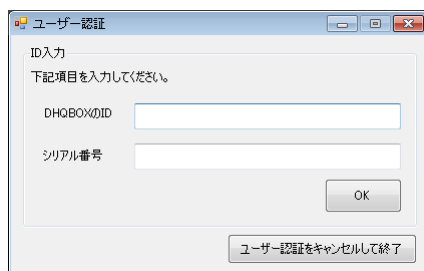 ユーザー認証
ID入力
下記項目を入力してください。
DHQBOXのID
シリアル番号
OK
ユーザー認証をキャンセルして終了